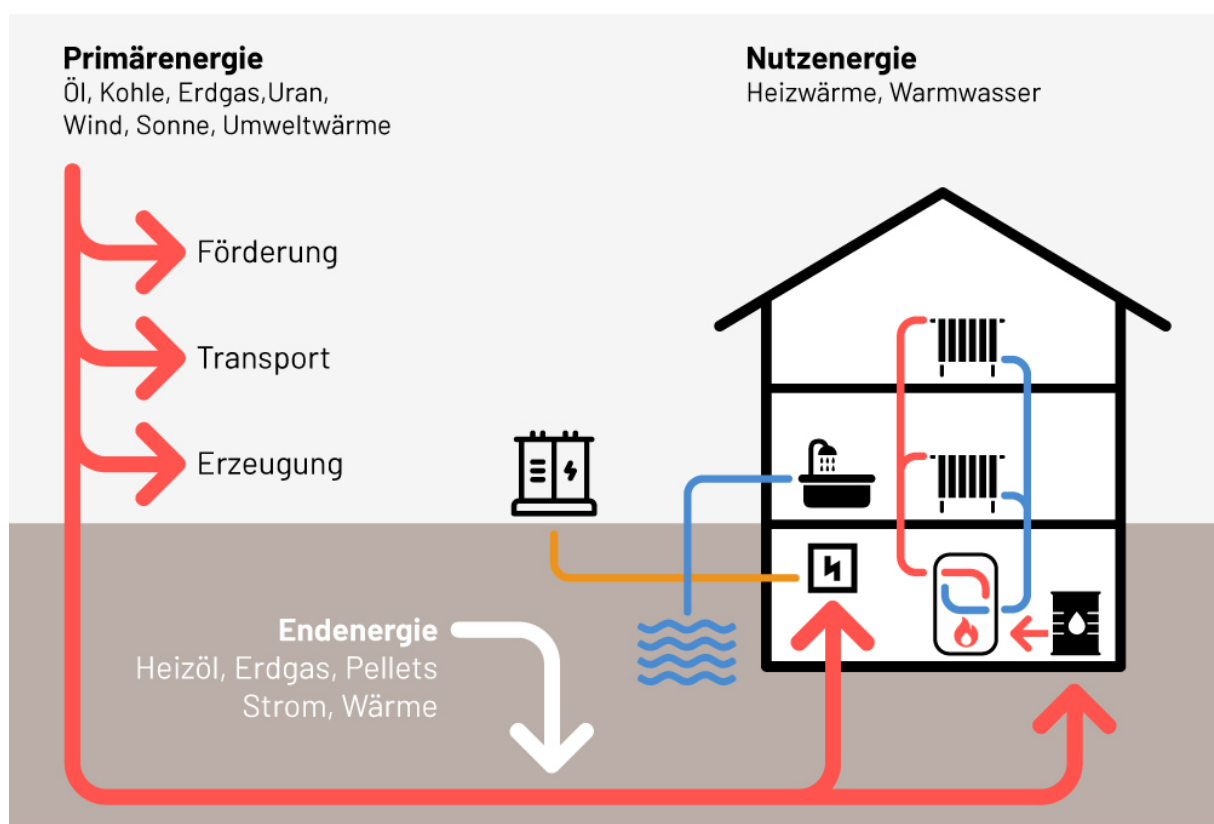 Primärenergie
Öl, Kohle, Erdgas,Uran,
Wind, Sonne, Umweltwärme
Nutzenergie
Heizwärme, Warmwasser
Förderung
Transport
Erzeugung
Endenergie
Heizöl, Erdgas, Pellets
Strom, Wärme